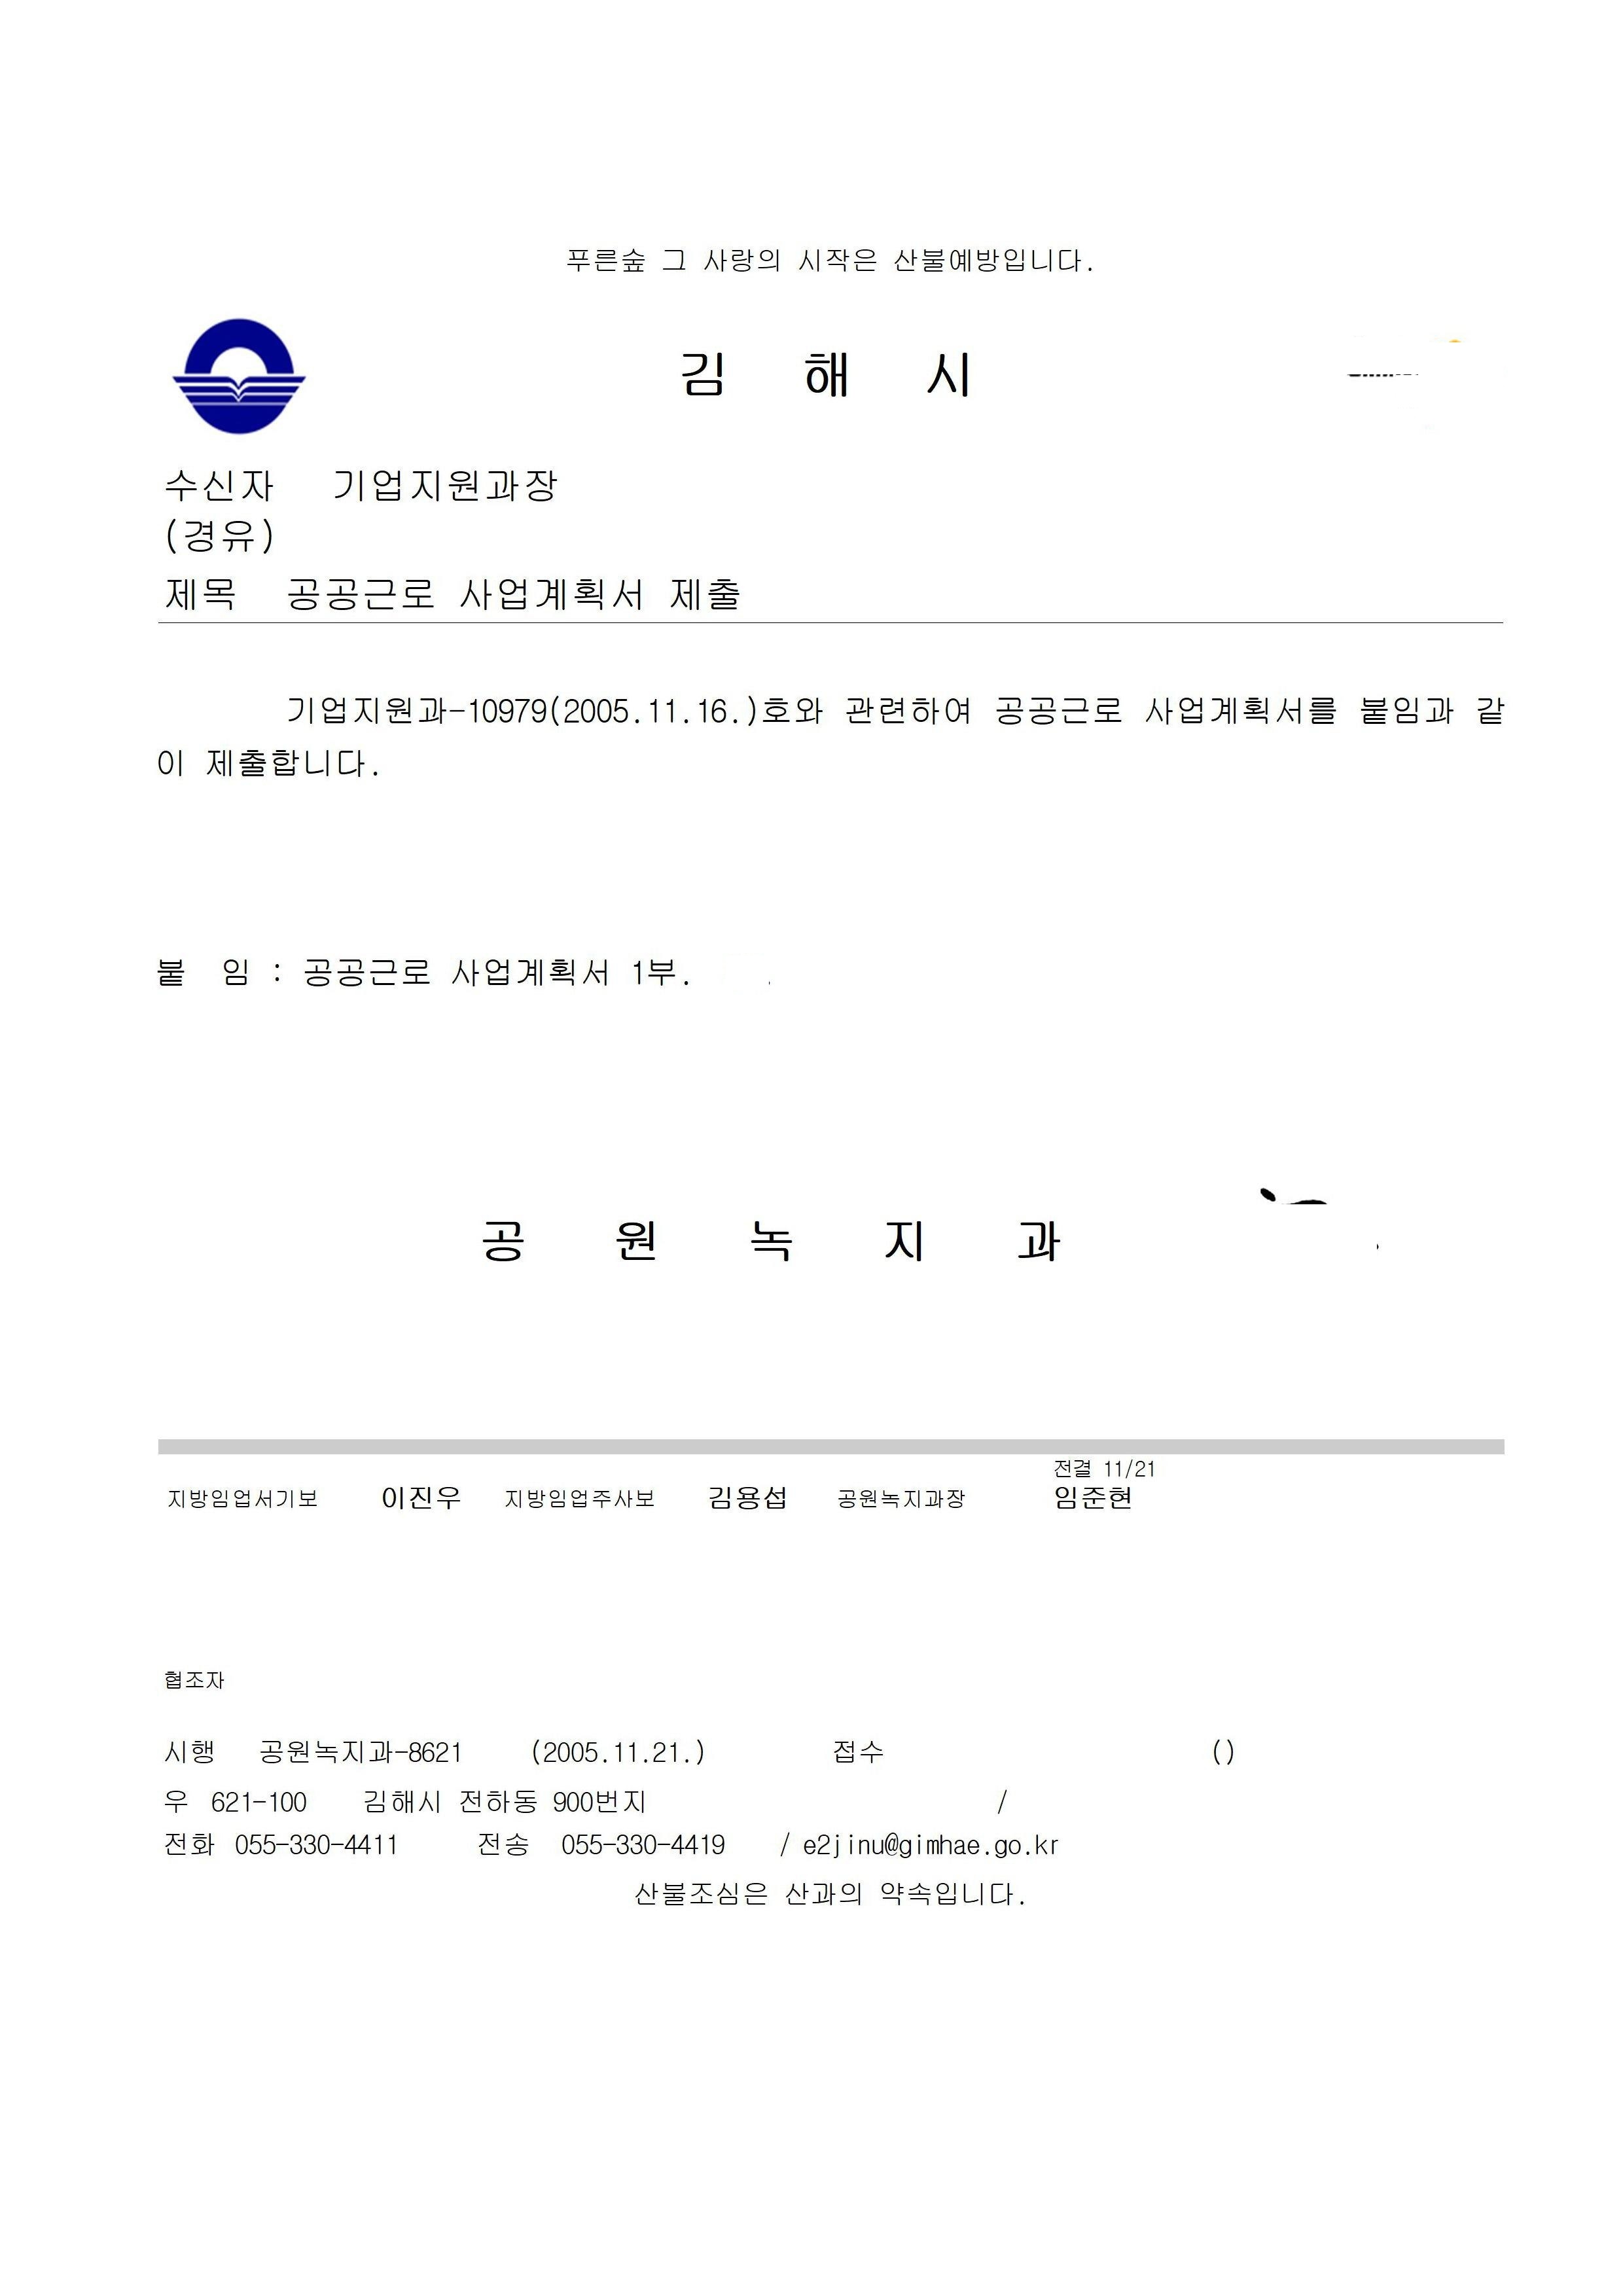 푸른숲 그 사랑의 시작은 산불예방입니다.
김 해 시
수신자 기업지원과장
(경유)
제목 공공근로 사업계획서 제출
기업지원과-10979(2005.11.16.)호와 관련하여 공공근로 사업계획서를 붙임과 같
이 제출합니다.
붙 임 : 공공근로 사업계획서 1부.
공 원 녹 지 과
전결 11/21
지방임업서기보 이진우 지방임업주사보 김용섭 공원녹지과장 임준현
협조자
시행 공원녹지과-8621 (2005.11.21.) 접수 ()
우 621-100 김해시 전하동 900번지 /
전화 055-330-4411 전송 055-330-4419 / e2jinu@gimhae.go.kr
산불조심은 산과의 약속입니다.